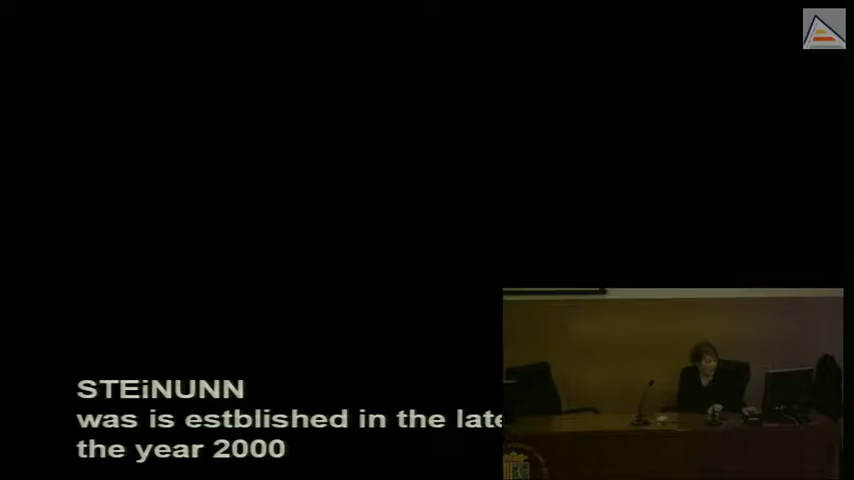 STEiNUNN
was is estblished in the late
the year 2000